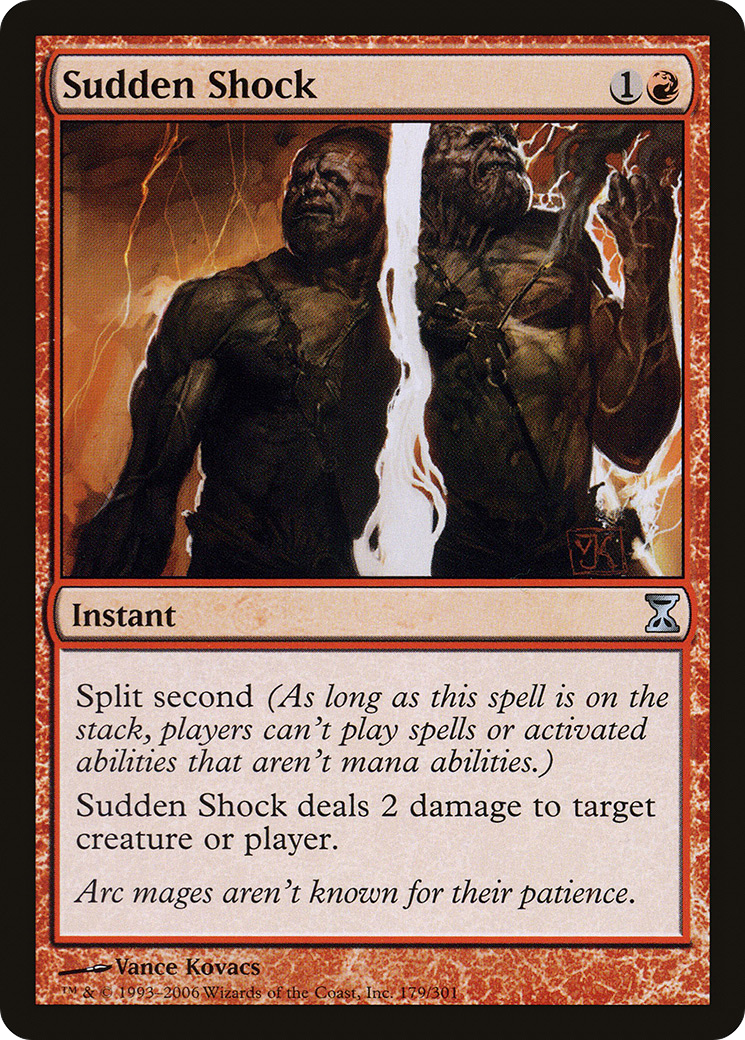 Sudden Shock 1
VJK
Instant
Split second (As long as this spell is on the
stack, players can't play spells or activated
abilities that aren't mana abilities.)
Sudden Shock deals 2 damage to target
creature or player.
Arc mages aren't known for their patience.
Vance Kovacs
™ & © 1993–2006 Wizards of the Coast, Inc. 179/301